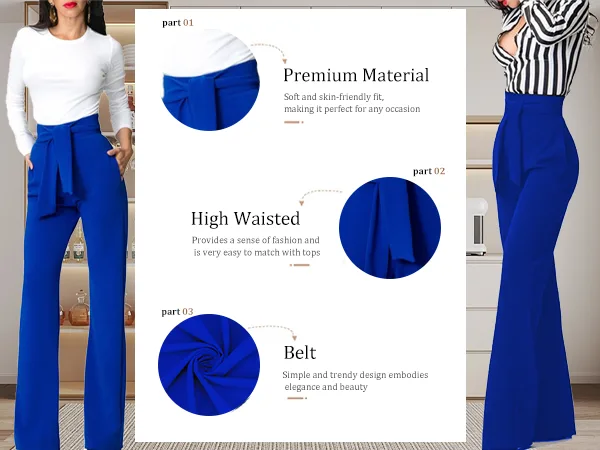 part 01
Premium Material
Soft and skin-friendly fit,
making it perfect for any occasion
part 02
High Waisted
Provides a sense of fashion and
is very easy to match with tops
part 03
Belt
Simple and trendy design embodies
elegance and beauty